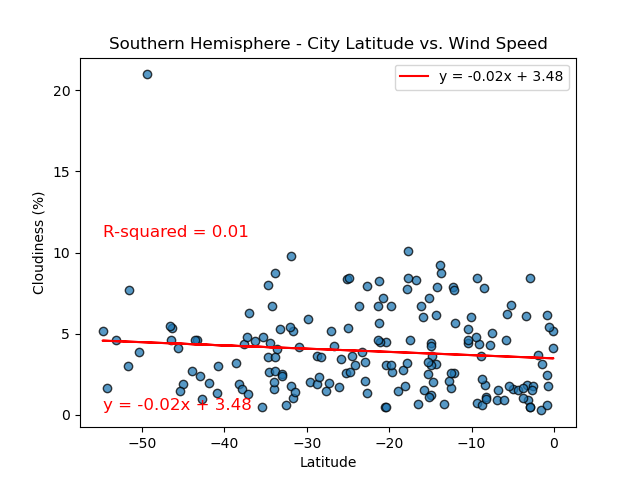 Southern Hemisphere - City Latitude vs. Wind Speed
y = -0.02x + 3.48
20
15
10
5
0
Cloudiness (%)
R-squared = 0.01
y = -0.02x + 3.48
−50 −40 −30 −20 −10 0
Latitude